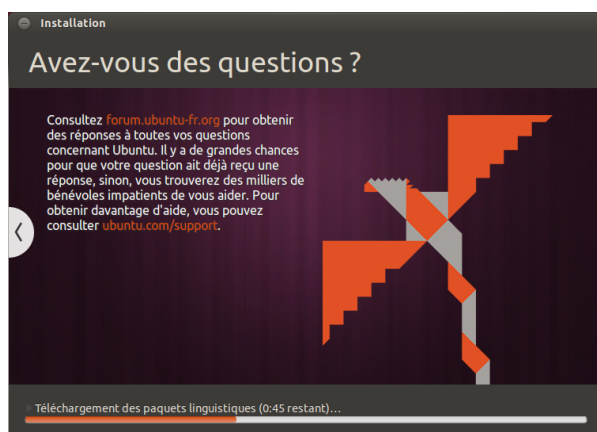 Installation
Avez-vous des questions ?
Consultez forum.ubuntu-fr.org pour obtenir
des réponses à toutes vos questions
concernant Ubuntu. Il y a de grandes chances
pour que votre question ait déjà reçu une
réponse, sinon, vous trouverez des milliers de
bénévoles impatients de vous aider. Pour
obtenir davantage d'aide, vous pouvez
consulter ubuntu.com/support.
Téléchargement des paquets linguistiques (0:45 restant)...